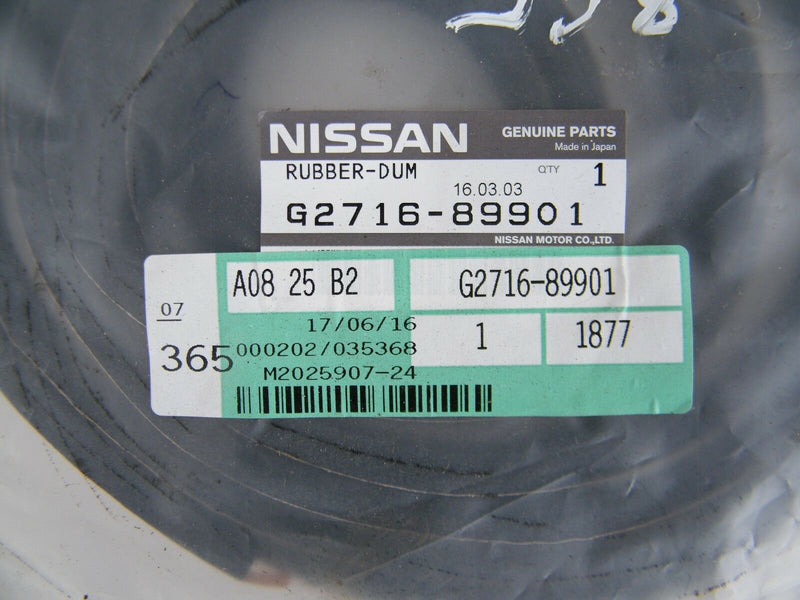 NISSAN GENUINE PARTS
Made in Japan
RUBBER-DUM QTY 1
16.03.03
G2716-89901
NISSAN MOTOR CO.,LTD.
A08 25 B2 G2716-89901
07
17/06/16 1 1877
365 000202/035368
M2025907-24